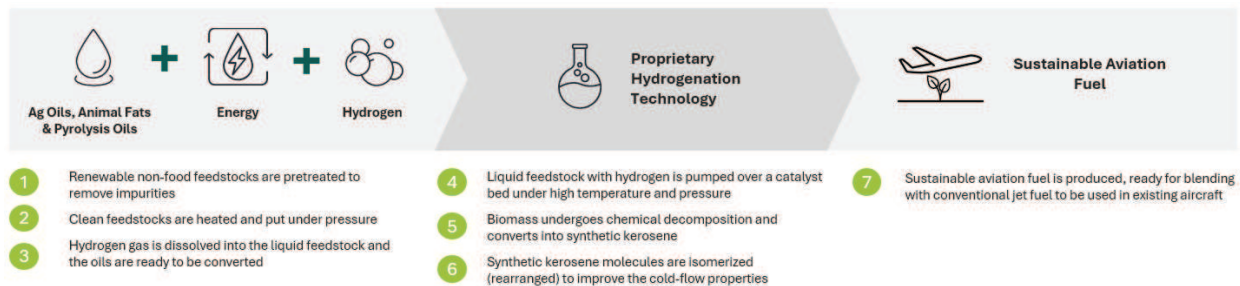 Ag Oils, Animal Fats
& Pyrolysis Oils
Energy
Hydrogen
Proprietary
Hydrogenation
Technology
Sustainable Aviation
Fuel
1 Renewable non-food feedstocks are pretreated to
remove impurities
2 Clean feedstocks are heated and put under pressure
3 Hydrogen gas is dissolved into the liquid feedstock and
the oils are ready to be converted
4 Liquid feedstock with hydrogen is pumped over a catalyst
bed under high temperature and pressure
5 Biomass undergoes chemical decomposition and
converts into synthetic kerosene
6 Synthetic kerosene molecules are isomerized
(rearranged) to improve the cold-flow properties
7 Sustainable aviation fuel is produced, ready for blending
with conventional jet fuel to be used in existing aircraft